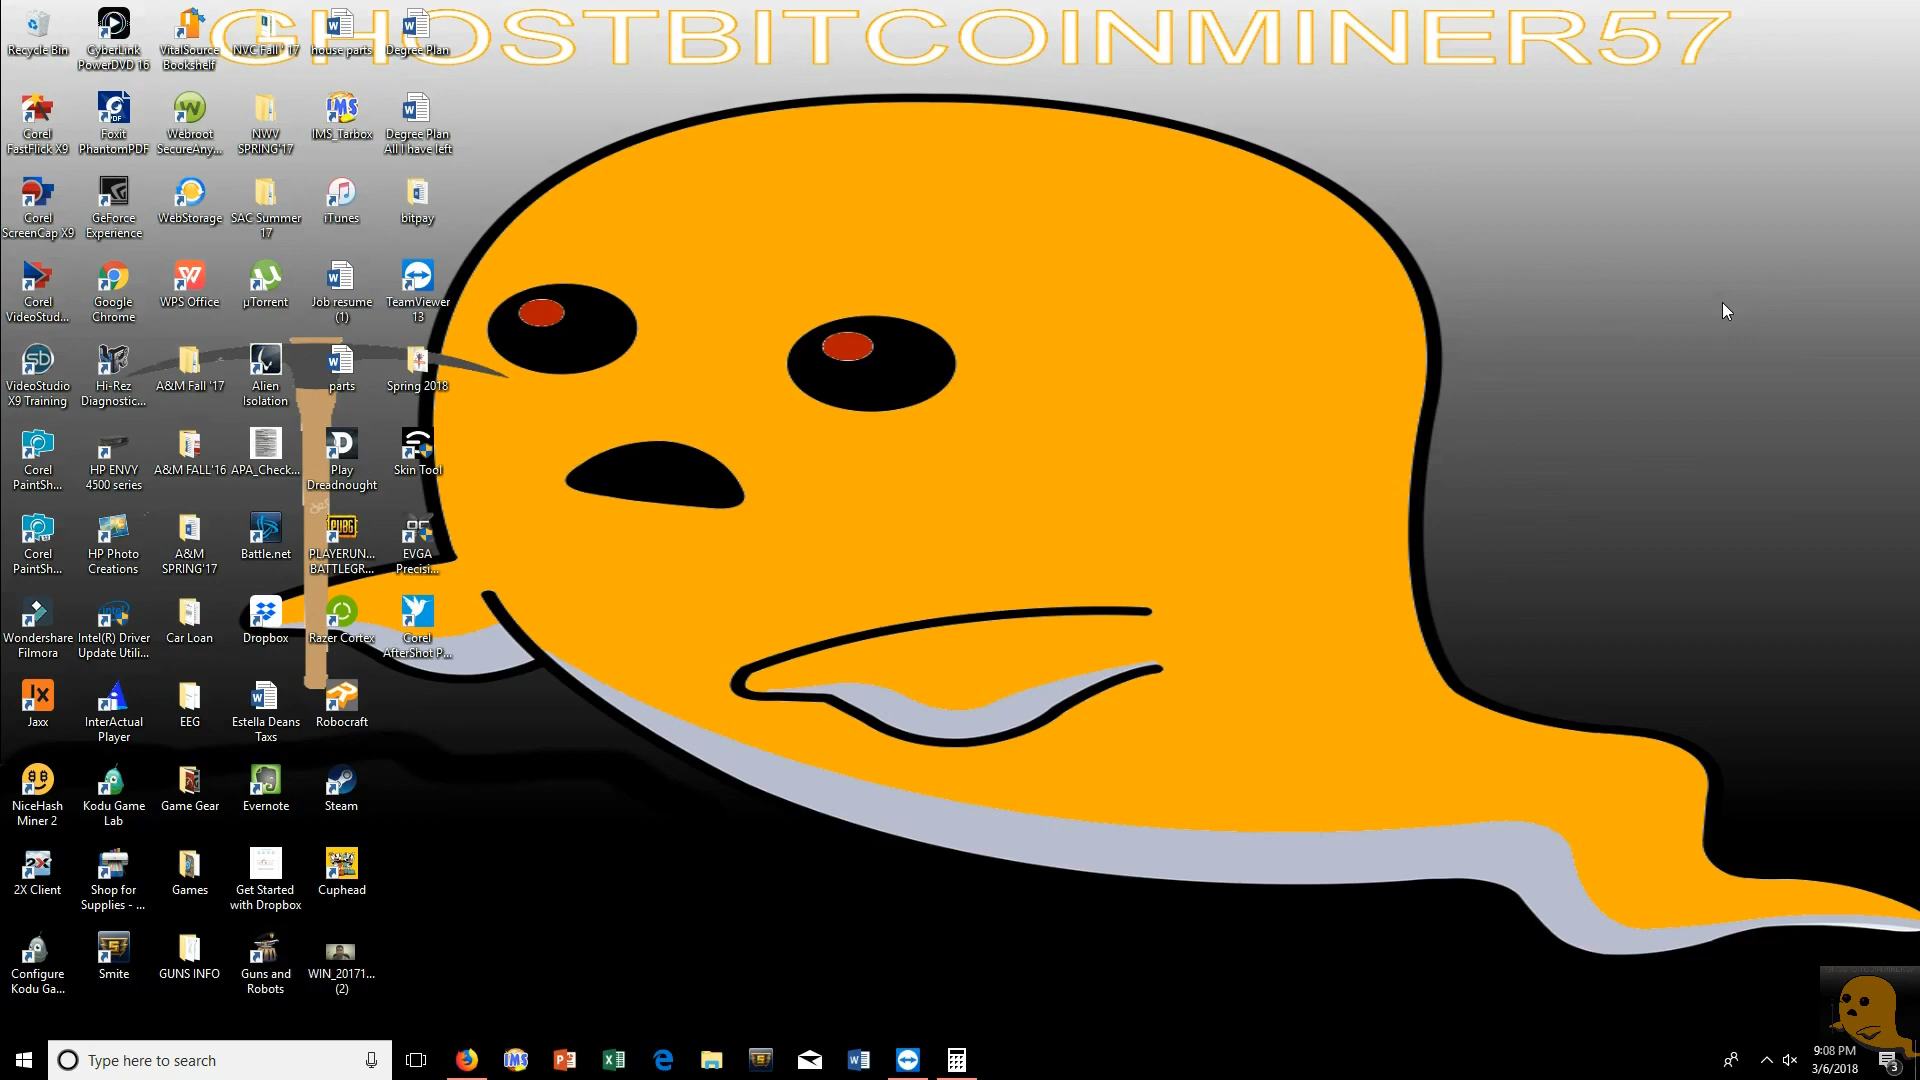 GHOSTBITCOINMINER57
Recycle Bin
CyberLink
PowerDVD 16
VitalSource
Bookshelf
NVC Fall ' 17
house parts
Degree Plan
Corel
FastFlick X9
Foxit
PhantomPDF
Webroot
SecureAny...
NWV
SPRING'17
IMS_Tarbox
Degree Plan
All I have left
Corel
ScreenCap X9
GeForce
Experience
WebStorage
SAC Summer
17
iTunes
bitpay
Corel
VideoStud...
Google
Chrome
WPS Office
µTorrent
Job resume
(1)
TeamViewer
13
VideoStudio
X9 Training
Hi-Rez
Diagnostic...
A&M Fall '17
Alien
Isolation
parts
Spring 2018
Corel
PaintSh...
HP ENVY
4500 series
A&M FALL'16
APA_Check...
Play
Dreadnought
Skin Tool
Corel
PaintSh...
HP Photo
Creations
A&M
SPRING'17
Battle.net
PLAYERUN...
BATTLEGR...
EVGA
Precisi...
Wondershare
Filmora
Intel(R) Driver
Update Utili...
Car Loan
Dropbox
Razer Cortex
Corel
AfterShot P...
Jaxx
InterActual
Player
EEG
Estella Deans
Taxs
Robocraft
NiceHash
Miner 2
Kodu Game
Lab
Game Gear
Evernote
Steam
2X Client
Shop for
Supplies - ...
Games
Get Started
with Dropbox
Cuphead
Configure
Kodu Ga...
Smite
GUNS INFO
Guns and
Robots
WIN_20171...
(2)
Type here to search
9:08 PM
3/6/2018
3